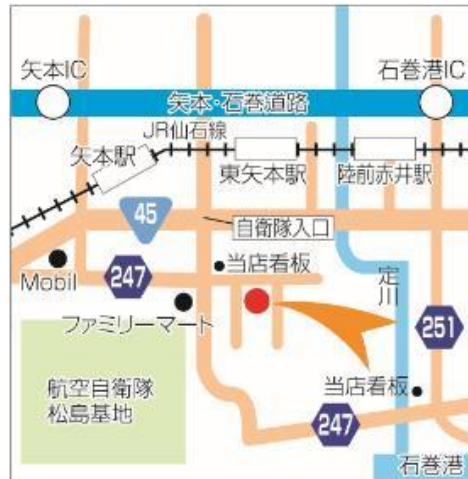 矢本IC
石巻港IC
矢本・石巻道路
JR仙石線
矢本駅
東矢本駅
陸前赤井駅
45
自衛隊入口
当店看板
Mobil
247
定川
ファミリーマート
251
航空自衛隊
松島基地
当店看板
247
石巻港